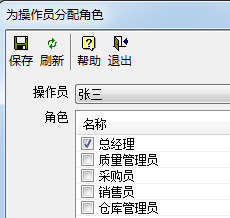 为操作员分配角色
保存 刷新 帮助 退出
操作员 张三
角色 名称
总经理
质量管理员
采购员
销售员
仓库管理员